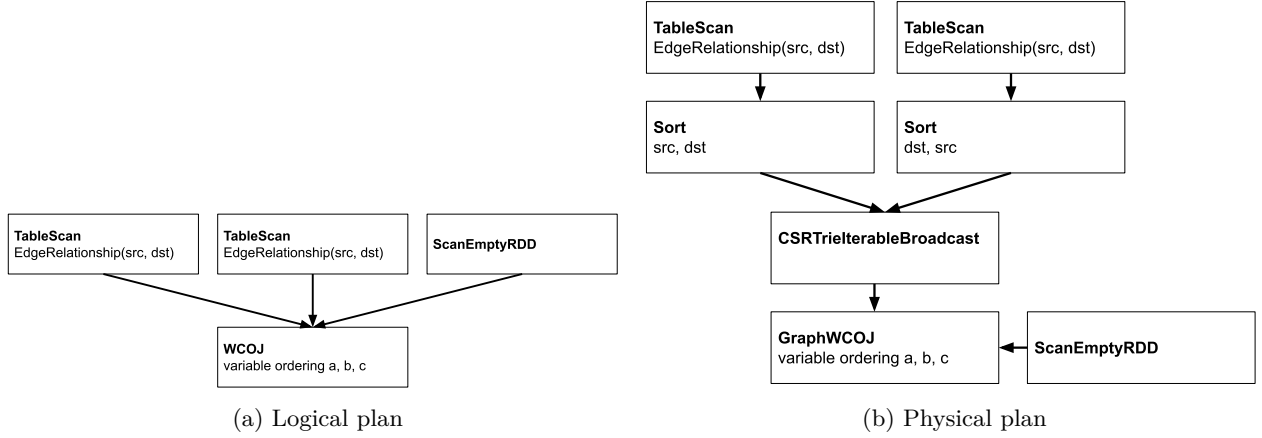 TableScan
EdgeRelationship(src, dst)
TableScan
EdgeRelationship(src, dst)
ScanEmptyRDD
WCOJ
variable ordering a, b, c
(a) Logical plan
TableScan
EdgeRelationship(src, dst)
TableScan
EdgeRelationship(src, dst)
Sort
src, dst
Sort
dst, src
CSRTrieIterableBroadcast
GraphWCOJ
variable ordering a, b, c
ScanEmptyRDD
(b) Physical plan